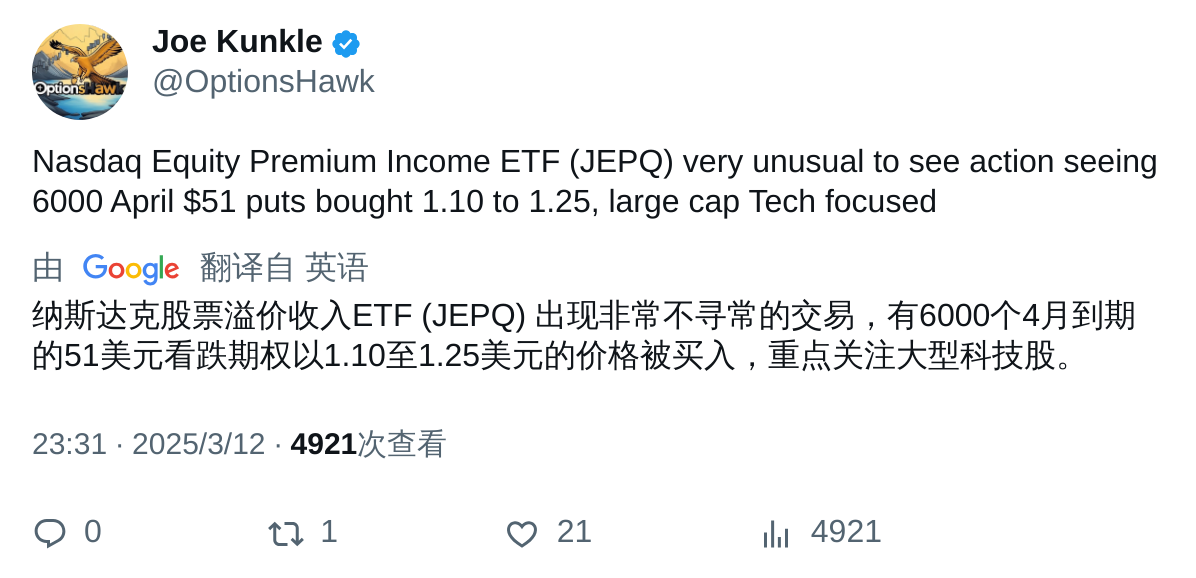 Joe Kunkle
@OptionsHawk
OptionsHawk
Nasdaq Equity Premium Income ETF (JEPQ) very unusual to see action seeing
6000 April $51 puts bought 1.10 to 1.25, large cap Tech focused
由 Google 翻译自 英语
纳斯达克股票溢价收入ETF (JEPQ) 出现非常不寻常的交易，有6000个4月到期
的51美元看跌期权以1.10至1.25美元的价格被买入，重点关注大型科技股。
23:31 · 2025/3/12 · 4921次查看
0 1 21 4921